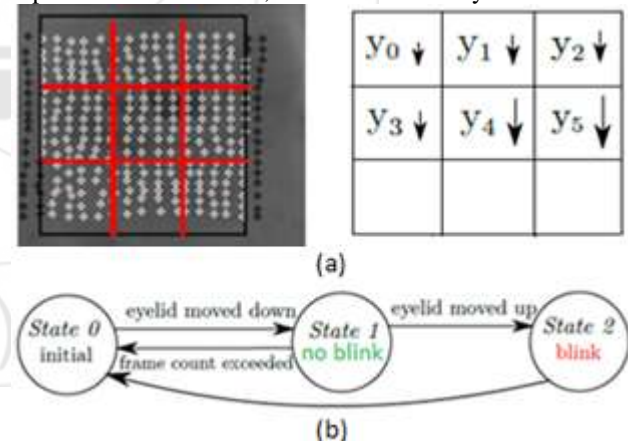 y0 y1 y2
y3 y4 y5
(a)
State 0
initial
eyelid moved down
frame count exceeded
State 1
no blink
eyelid moved up
State 2
blink
(b)